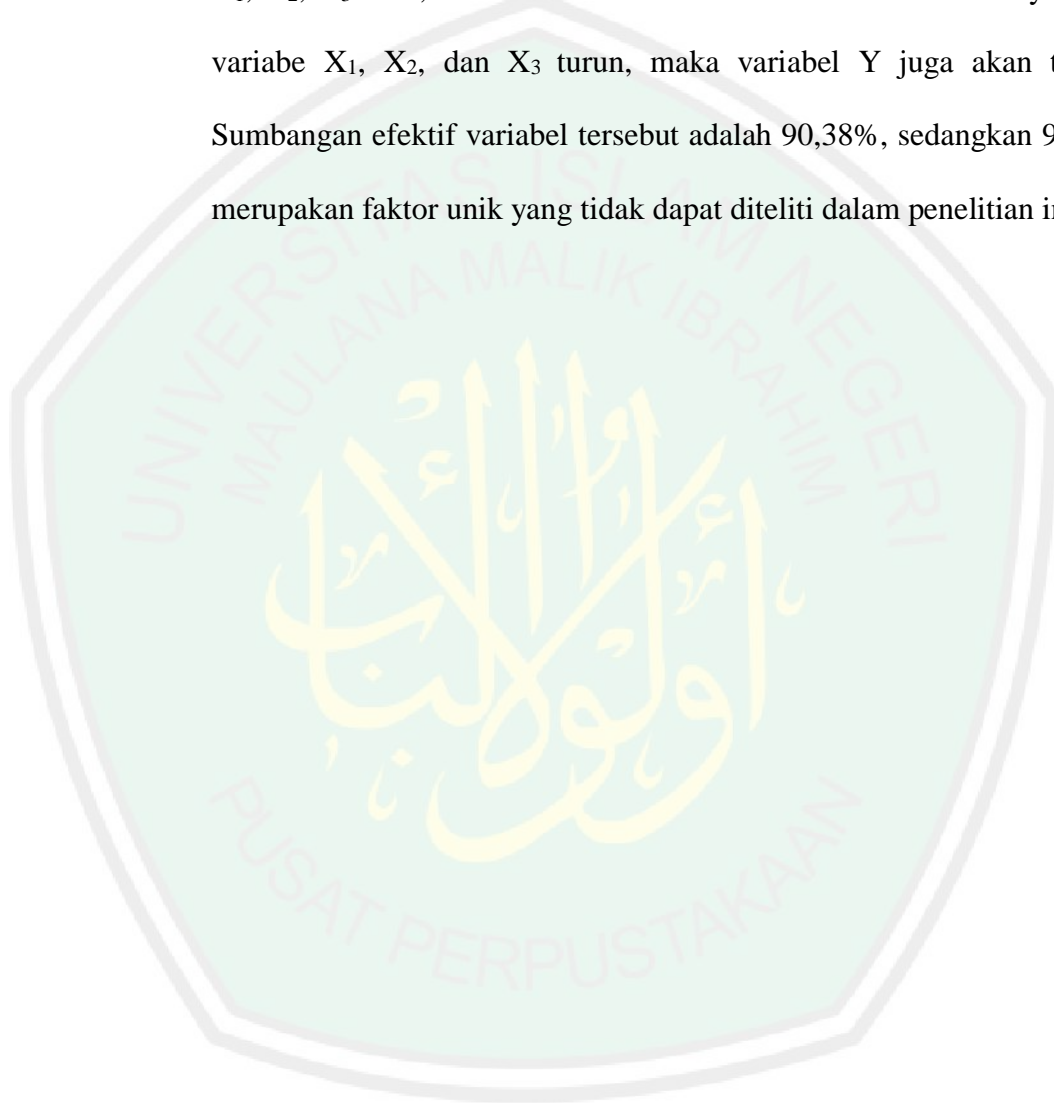 variabe X₁, X₂, dan X₃ turun, maka variabel Y juga akan
Sumbangan efektif variabel tersebut adalah 90,38%, sedangkan
merupakan faktor unik yang tidak dapat diteliti dalam penelitian
UNIVERSITAS ISLAM NEGERI
MAULANA MALIK IBRAHIM
PUSAT PERPUSTAKAAN